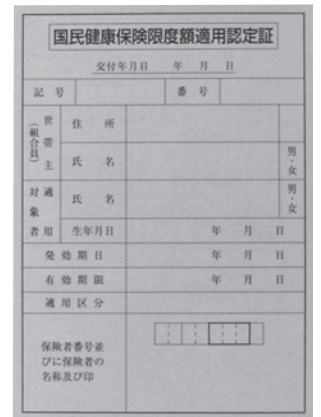 国民健康保険限度額適用認定証
交付年月日 年 月 日
記 号 番 号
世帯主
(組合員)
住 所
氏 名 男・女
適用
対象者
氏 名 男・女
生年月日 年 月 日
発効期日 年 月 日
有効期限 年 月 日
適用区分
保険者番号並
びに保険者の
名称及び印